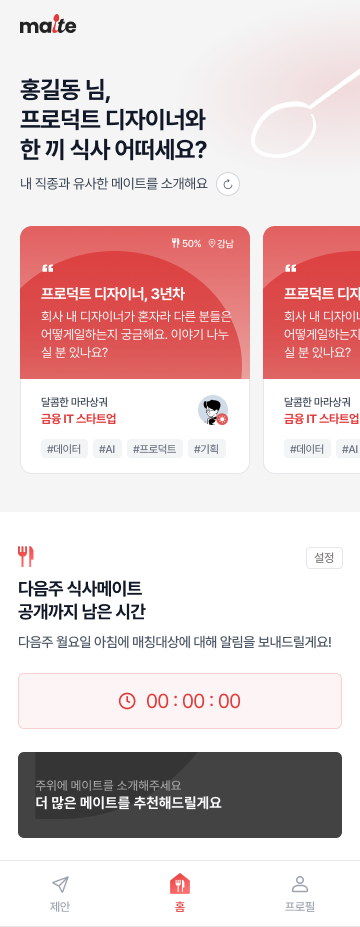 maite
홍길동 님,
프로덕트 디자이너와
한 끼 식사 어떠세요?
내 직종과 유사한 메이트를 소개해요
50% 강남
“
프로덕트 디자이너, 3년차
회사 내 디자이너가 혼자라 다른 분들은
어떻게일하는지 궁금해요. 이야기 나누
실 분 있나요?
달콤한 마라샹궈
금융 IT 스타트업
#데이터 #AI #프로덕트 #기획
“
프로덕트 디자
회사 내 디자이너
어떻게일하는지
실 분 있나요?
달콤한 마라샹궈
금융 IT 스타트업
#데이터 #AI
설정
다음주 식사메이트
공개까지 남은 시간
다음주 월요일 아침에 매칭대상에 대해 알림을 보내드릴게요!
00 : 00 : 00
주위에 메이트를 소개해주세요
더 많은 메이트를 추천해드릴게요
제안 홈 프로필